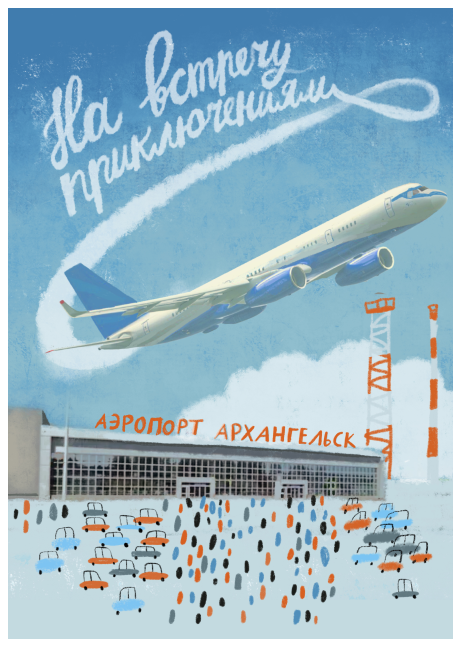 На встречу
приключениям
АЭРОПОРТ АРХАНГЕЛЬСК